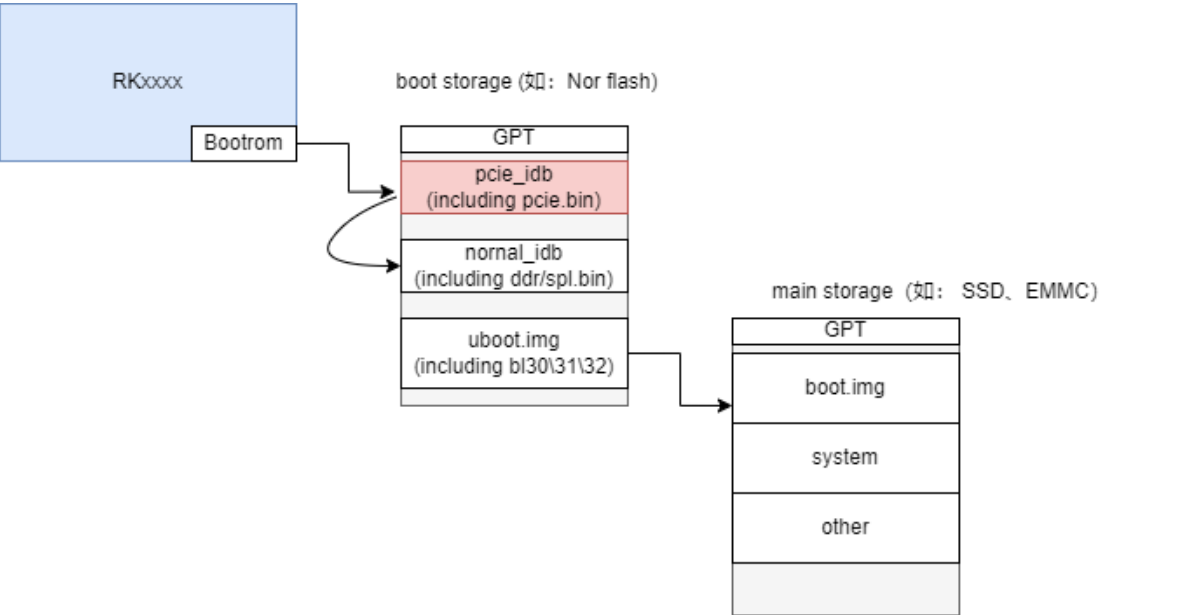 RKxxxx
Bootrom
boot storage (如：Nor flash)
GPT
pcie_idb
(including pcie.bin)
nornal_idb
(including ddr/spl.bin)
uboot.img
(including bl30\31\32)
main storage（如： SSD、EMMC）
GPT
boot.img
system
other